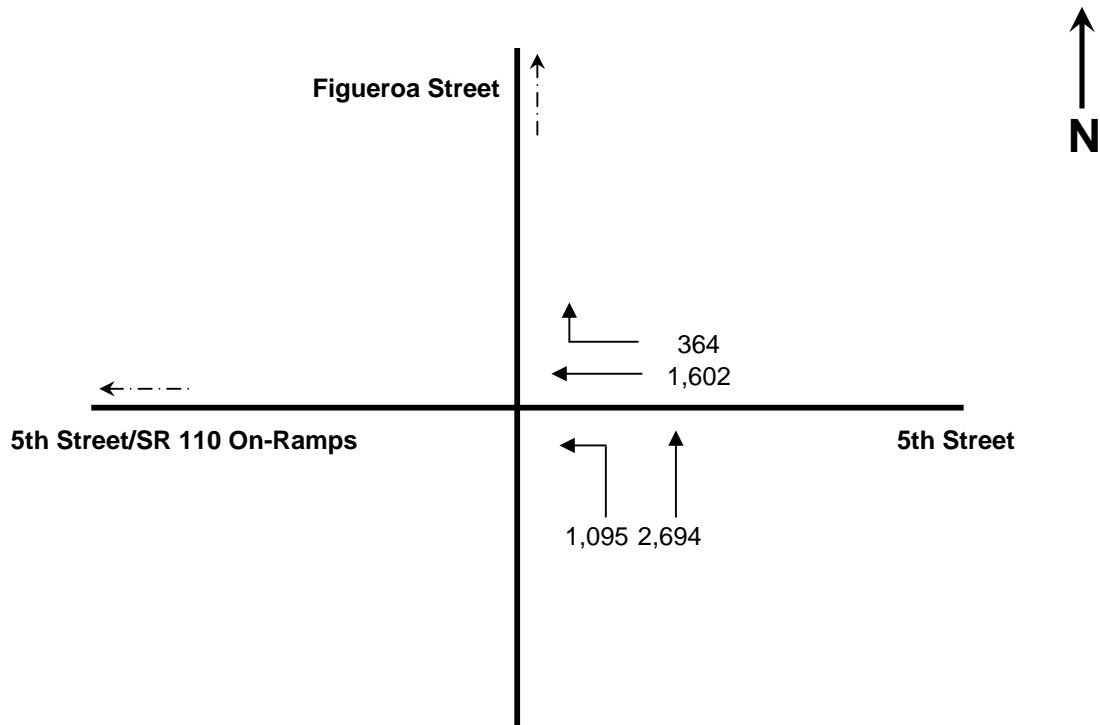 Figueroa Street
N
364
1,602
5th Street/SR 110 On-Ramps
5th Street
1,095 2,694